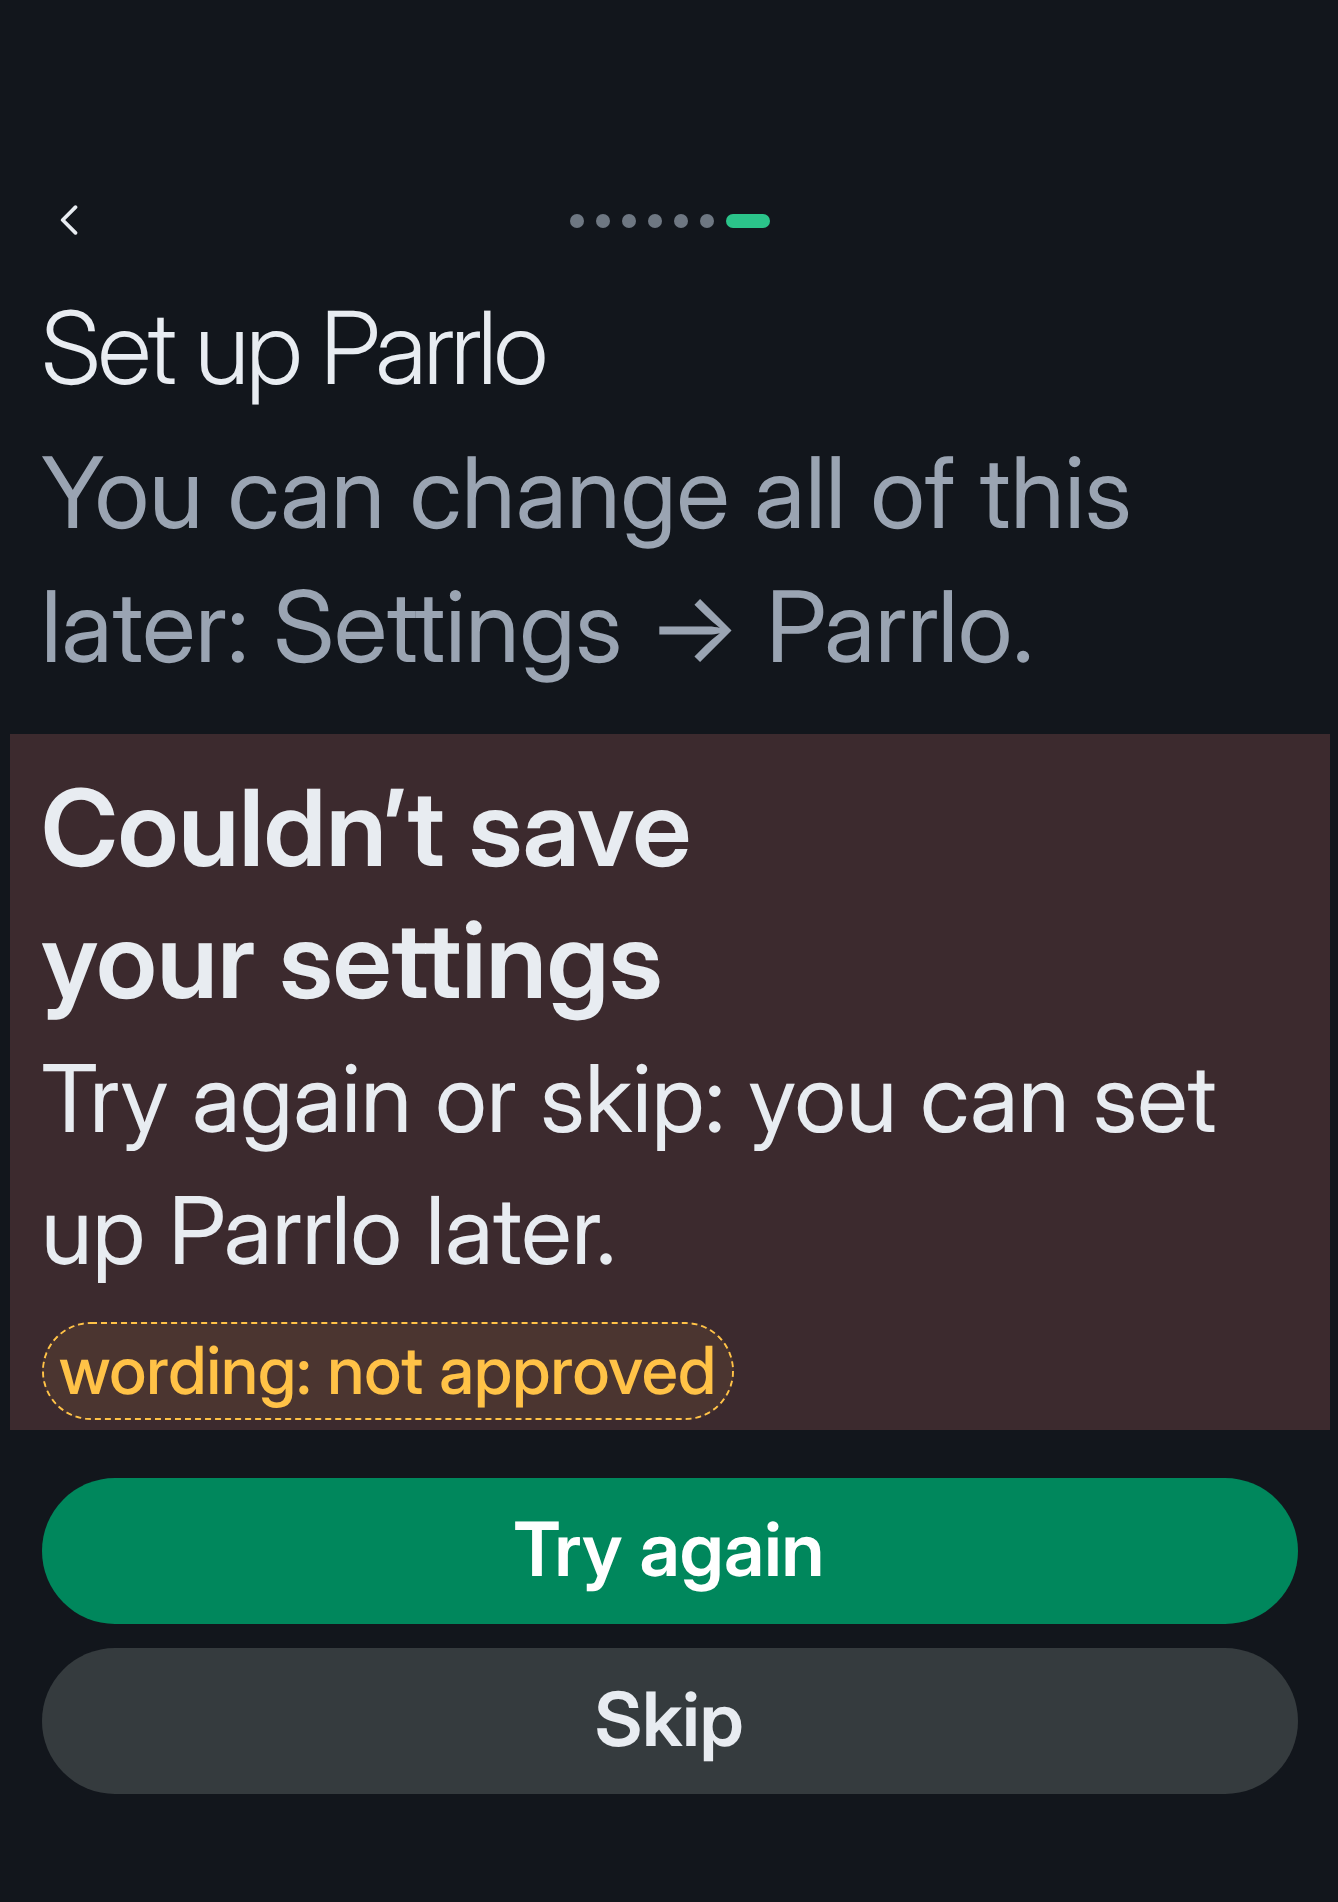 Set up Parrlo
You can change all of this
later: Settings → Parrlo.
Couldn’t save
your settings
Try again or skip: you can set
up Parrlo later.
wording: not approved
Try again
Skip